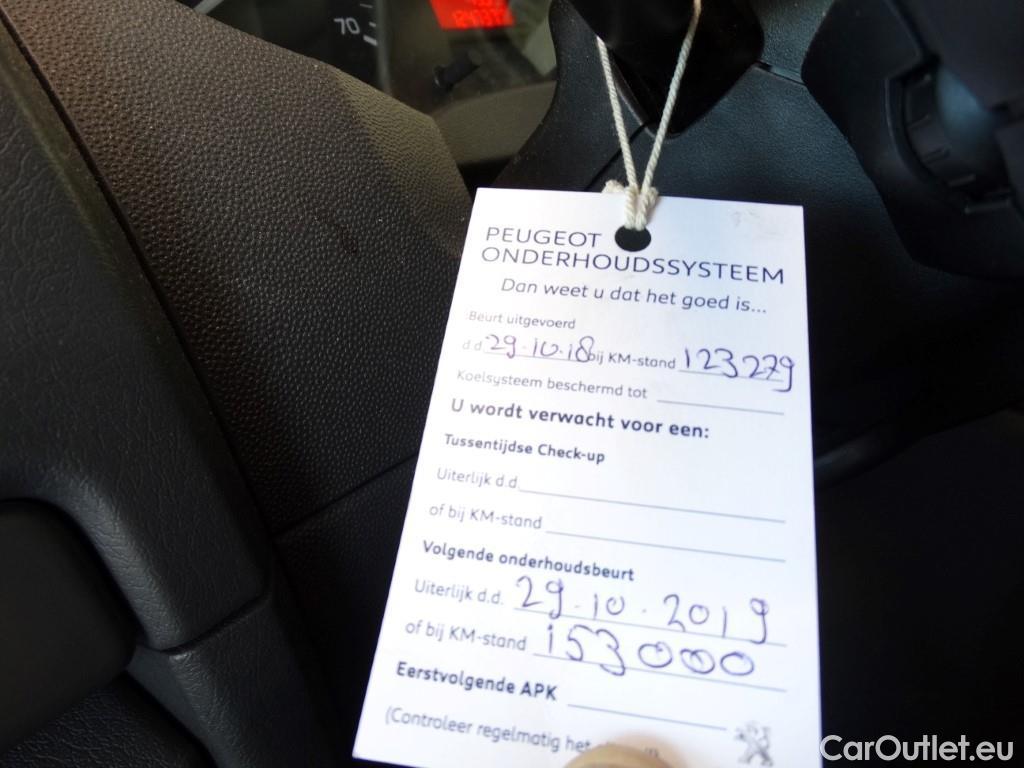 70
PEUGEOT
ONDERHOUDSSYSTEEM
Dan weet u dat het goed is...
Beurt uitgevoerd
d.d. 29.10.18 bij KM-stand 123279
Koelsysteem beschermd tot
U wordt verwacht voor een:
Tussentijdse Check-up
Uiterlijk d.d.
of bij KM-stand
Volgende onderhoudsbeurt
Uiterlijk d.d. 29.10.2019
of bij KM-stand 153000
Eerstvolgende APK
(Controleer regelmatig het
CarOutlet.eu